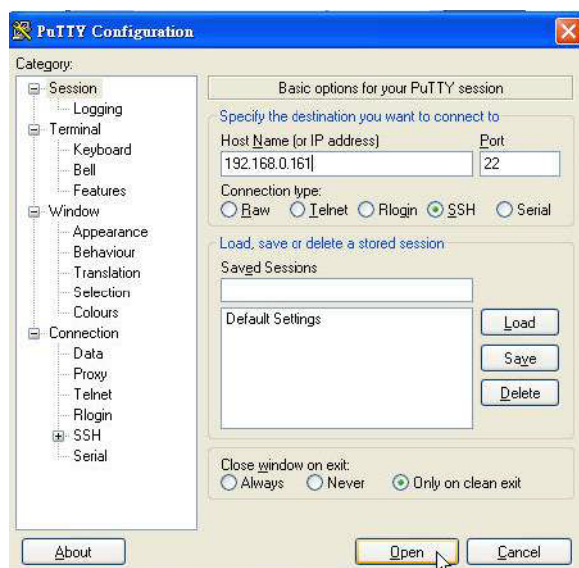 PuTTY Configuration
Category:
Session
Logging
Terminal
Keyboard
Bell
Features
Window
Appearance
Behaviour
Translation
Selection
Colours
Connection
Data
Proxy
Telnet
Rlogin
SSH
Serial
Basic options for your PuTTY session
Specify the destination you want to connect to
Host Name (or IP address) Port
192.168.0.161 22
Connection type:
Raw Telnet Rlogin SSH Serial
Load, save or delete a stored session
Saved Sessions
Default Settings
Load
Save
Delete
Close window on exit:
Always Never Only on clean exit
About Open Cancel